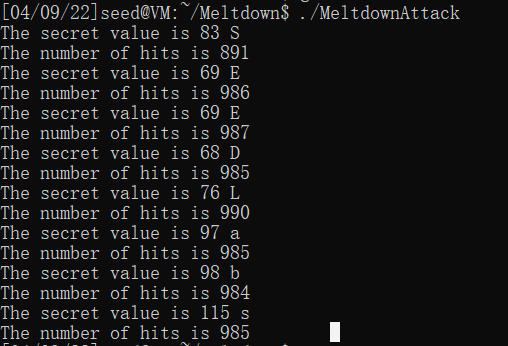 [04/09/22]seed@VM:~/Meltdown$ ./MeltdownAttack
The secret value is 83 S
The number of hits is 891
The secret value is 69 E
The number of hits is 986
The secret value is 69 E
The number of hits is 987
The secret value is 68 D
The number of hits is 985
The secret value is 76 L
The number of hits is 990
The secret value is 97 a
The number of hits is 985
The secret value is 98 b
The number of hits is 984
The secret value is 115 s
The number of hits is 985